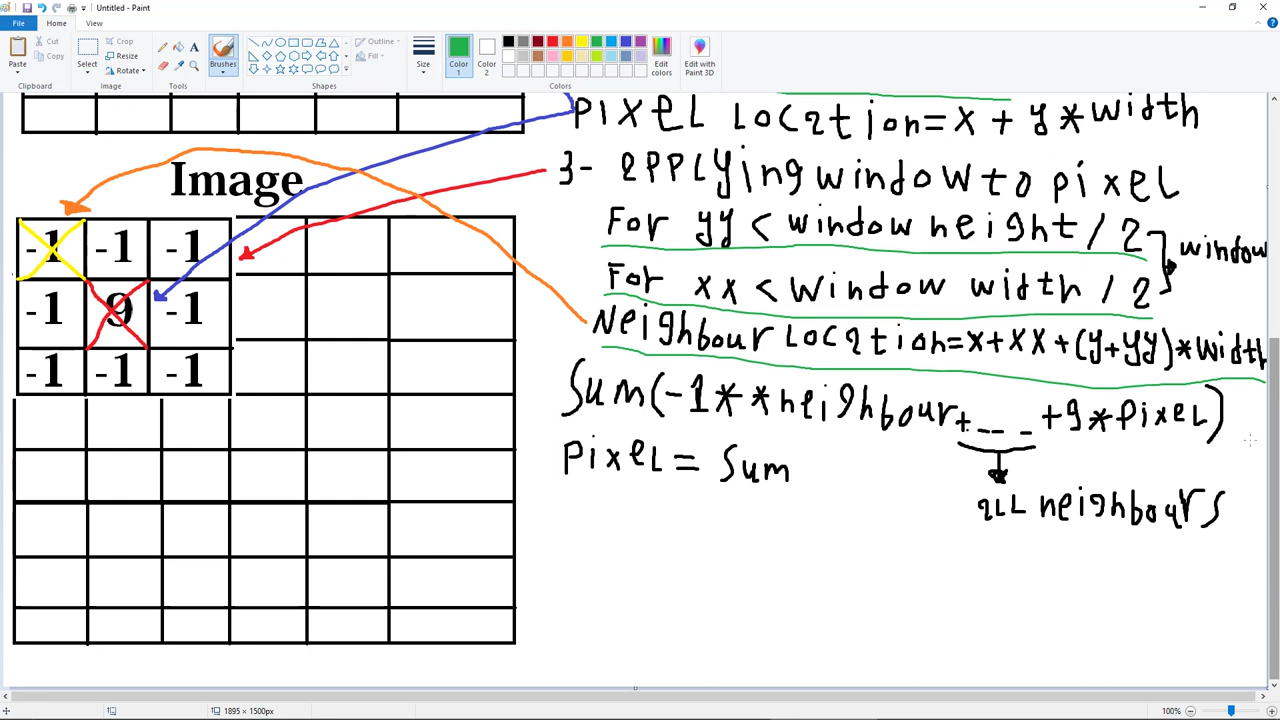 Untitled - Paint
File Home View
Paste Cut Copy Clipboard
Select Crop Resize Rotate Image
Tools
Brushes
Outline Fill Shapes
Size
Color 1 Color 2 Edit colors Colors
Edit with Paint 3D
Pixel location=x+y*width
Image
3- applying window to pixel
For yy < window height / 2
window
For xx < window width / 2
Neighbour location=x+xx+(y+yy)*width
-1 -1 -1
-1 9 -1
-1 -1 -1
Sum(-1**neighbour+___+9*pixel)
Pixel = Sum
all neighbours
1895 × 1500px
100%